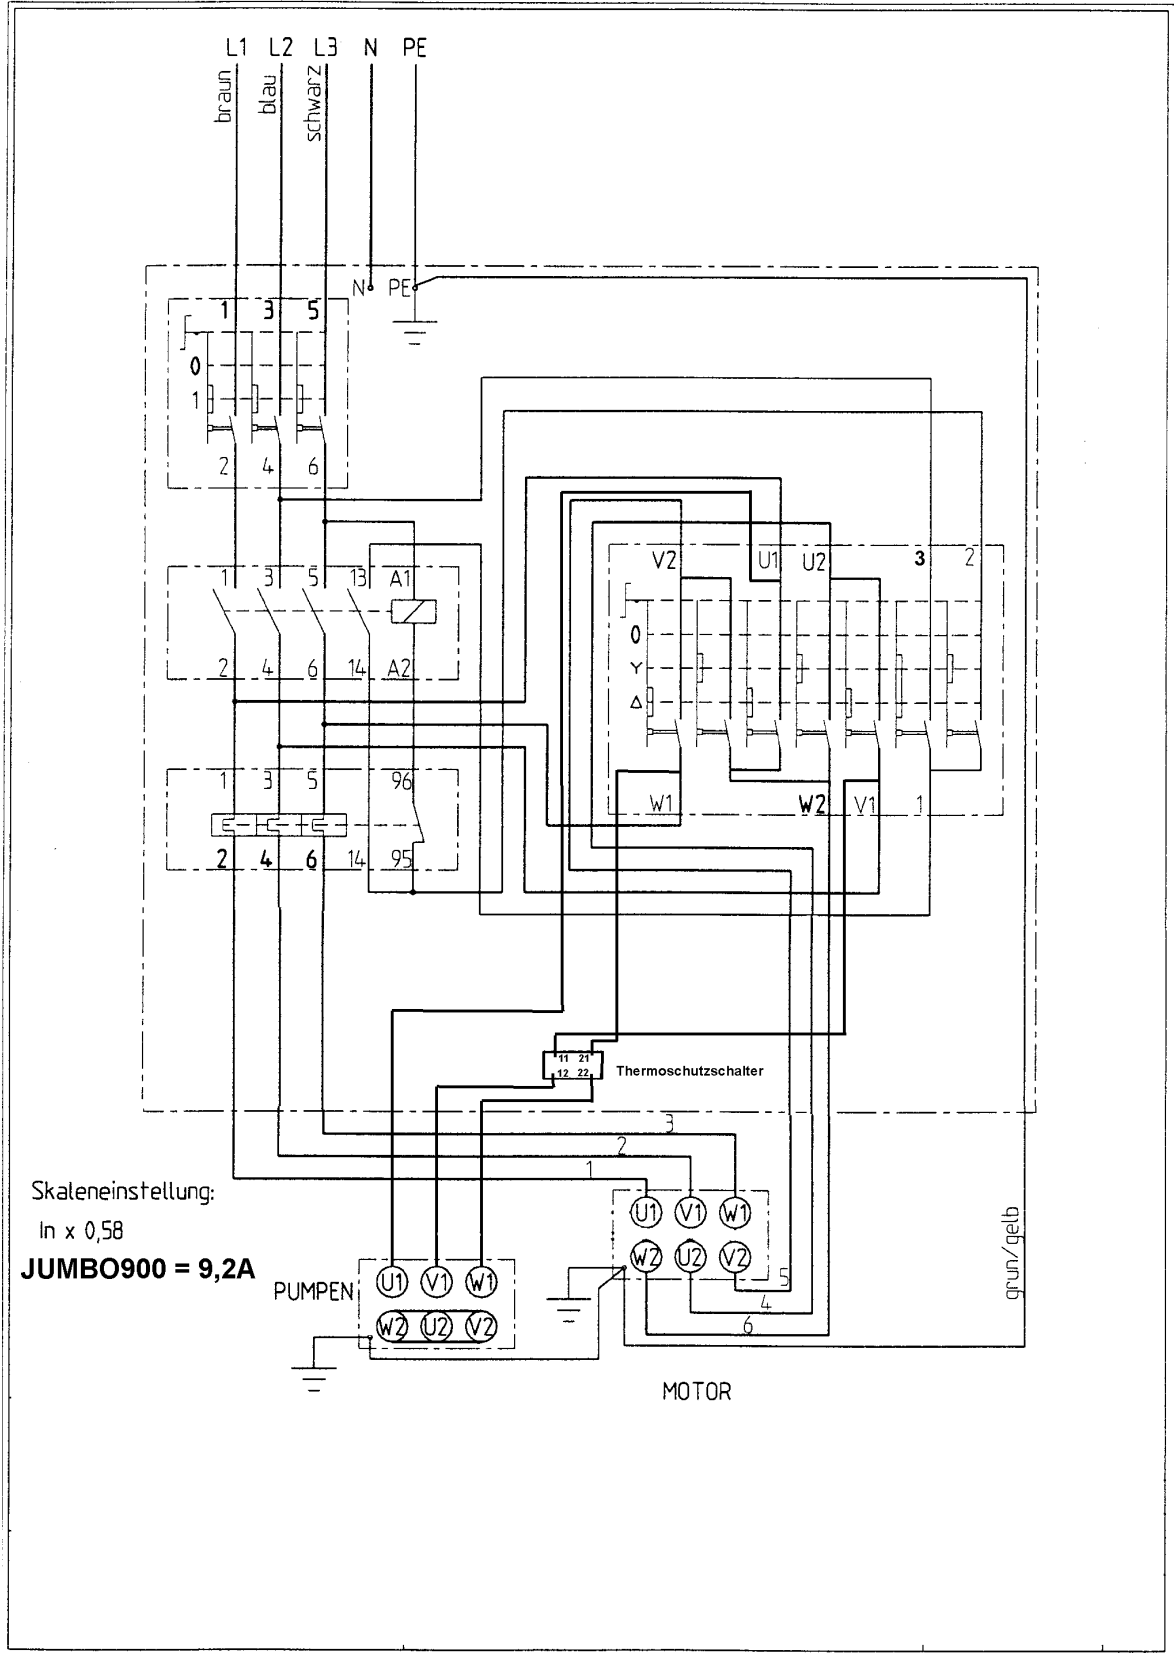 L1 L2 L3 N PE
braun
blau
schwarz
N PE
1 3 5
0
1
2 4 6
V2 U1 U2 3 2
1 3 5 13 A1
0
Y
Δ
2 4 6 14 A2
1 3 5 96
W1 W2 V1 1
2 4 6 14 95
11 21
12 22
Thermoschutzschalter
3
2
1
Skaleneinstellung:
In x 0,58
JUMBO900 = 9,2A
U1 V1 W1
W2 U2 V2
5
4
6
grun/gelb
PUMPEN
U1 V1 W1
W2 U2 V2
MOTOR